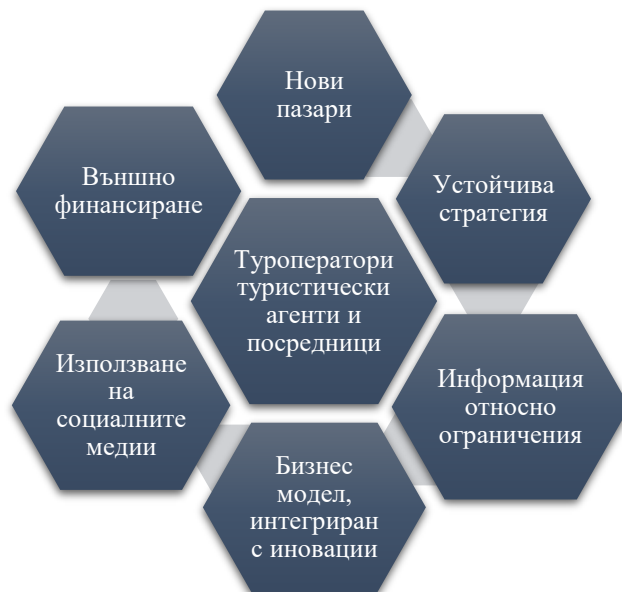 Нови
пазари
Устойчива
стратегия
Информация
относно
ограничения
Бизнес
модел,
интегриран
с иновации
Използване
на
социалните
медии
Външно
финансиране
Туроператори
туристически
агенти и
посредници